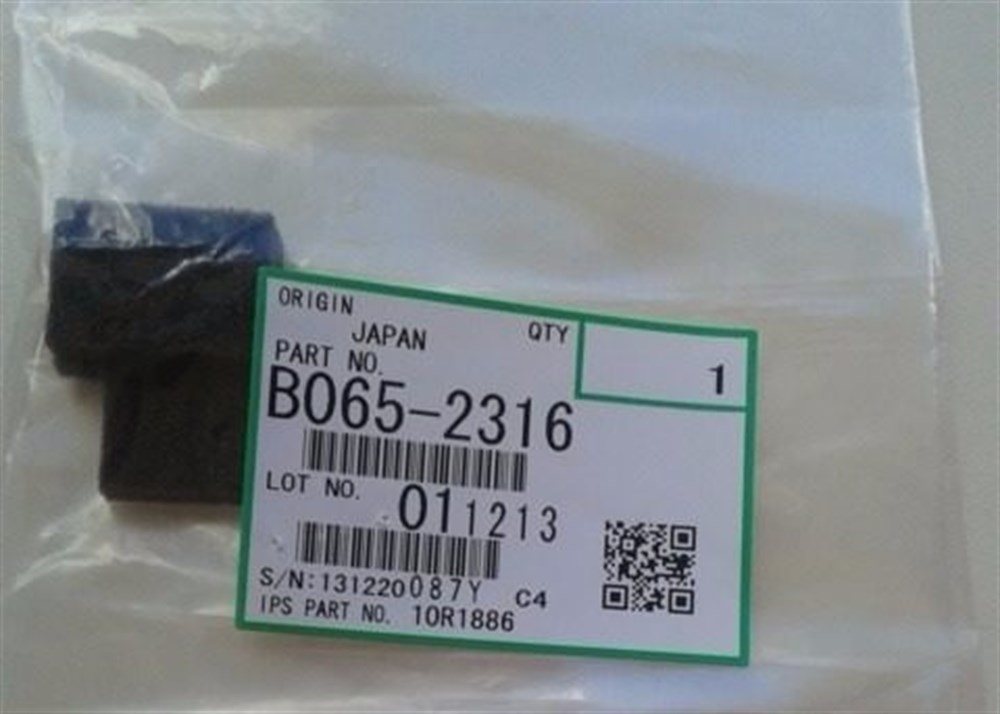 ORIGIN
JAPAN
QTY
1
PART NO.
B065-2316
LOT NO.
011213
S/N:131220087Y C4
IPS PART NO. 10R1886